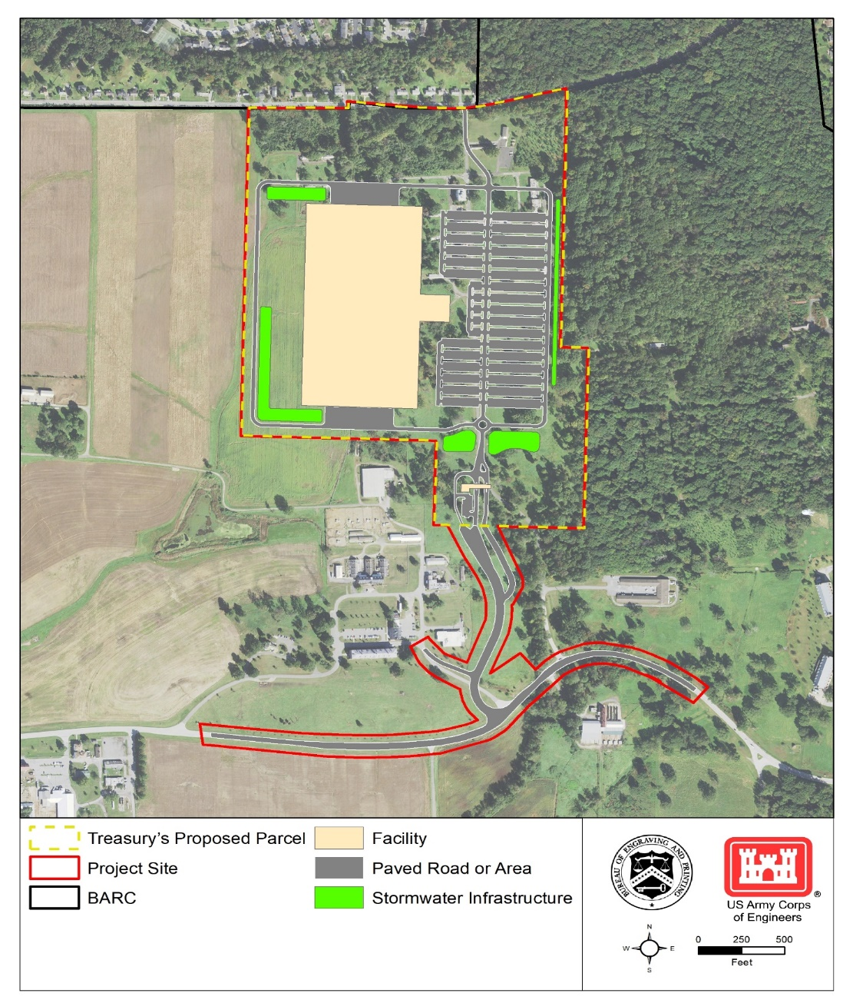 Treasury's Proposed Parcel
Project Site
BARC
Facility
Paved Road or Area
Stormwater Infrastructure
BUREAU OF ENGRAVING AND PRINTING
®
US Army Corps
of Engineers
N
W E
S
0 250 500
Feet